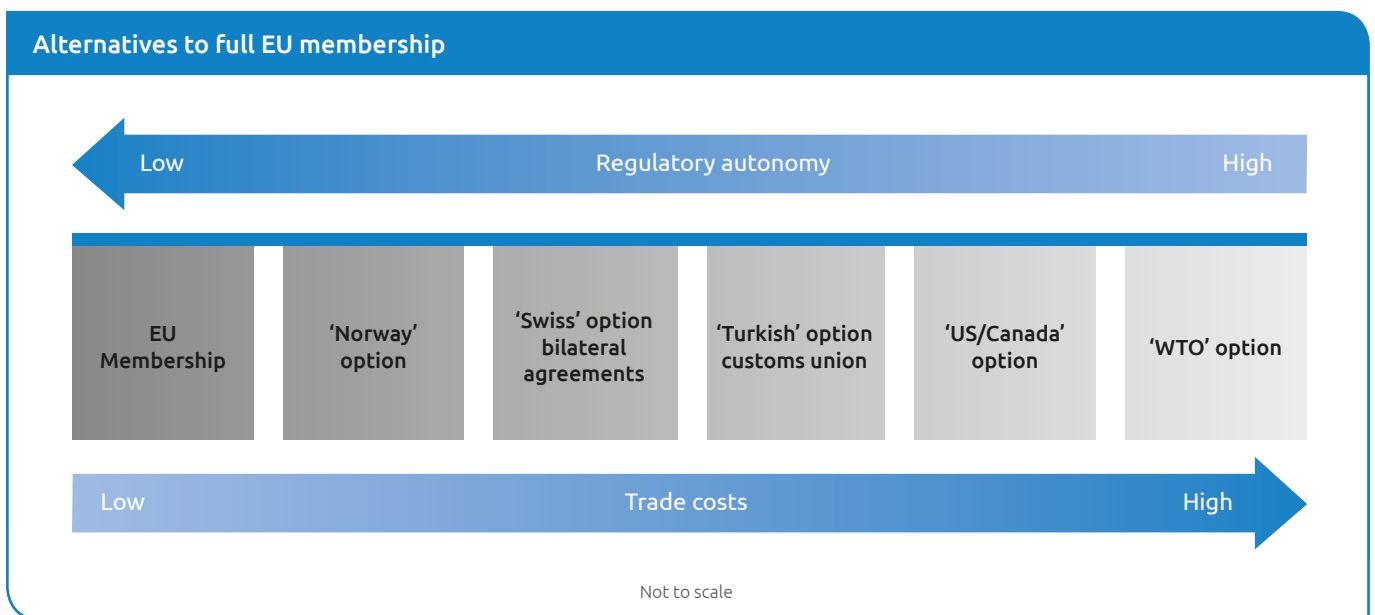 Alternatives to full EU membership
Low Regulatory autonomy High
EU
Membership
‘Norway’
option
‘Swiss’ option
bilateral
agreements
‘Turkish’ option
customs union
‘US/Canada’
option
‘WTO’ option
Low Trade costs High
Not to scale